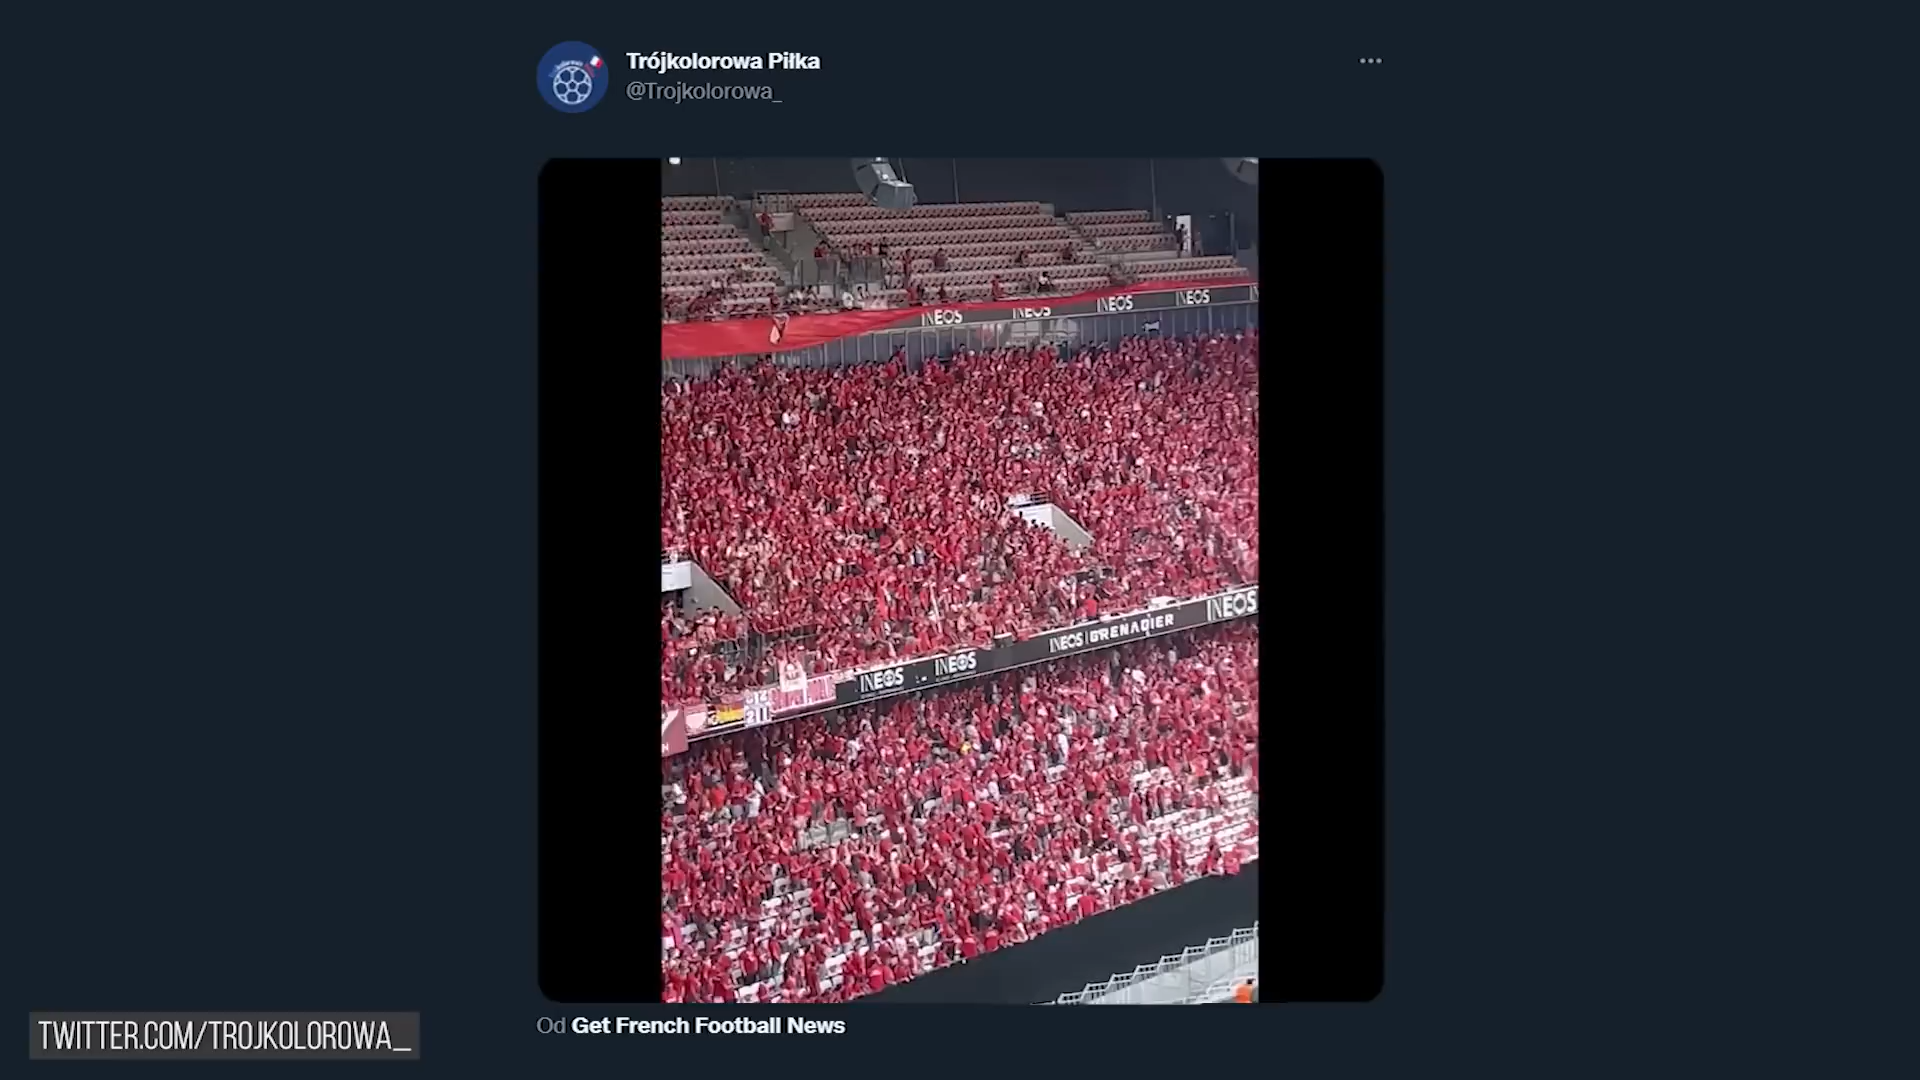 Trójkolorowa Piłka
@Trojkolorowa_
INEOS INEOS INEOS INEOS
INEOS INEOS INEOS GRENADIER INEOS
Od Get French Football News
TWITTER.COM/TROJKOLOROWA_